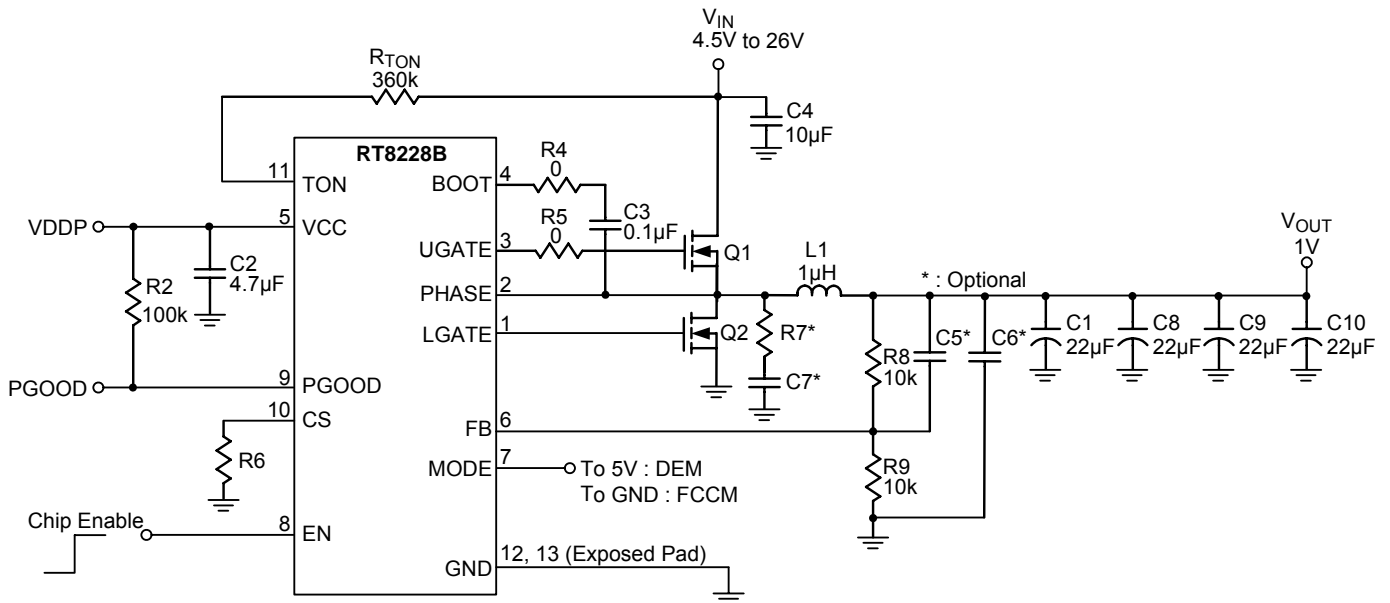 V_IN
4.5V to 26V
R_TON
360k
C4
10µF
RT8228B
11
TON
4
BOOT
R4
0
C3
0.1µF
VDDP
5
VCC
3
UGATE
R5
0
Q1
C2
4.7µF
R2
100k
2
PHASE
L1
1µH
* : Optional
V_OUT
1V
1
LGATE
Q2
R7*
C7*
R8
10k
C5*
C6*
C1
22µF
C8
22µF
C9
22µF
C10
22µF
PGOOD
9
PGOOD
10
CS
R6
6
FB
7
MODE
To 5V : DEM
To GND : FCCM
R9
10k
Chip Enable
8
EN
12, 13 (Exposed Pad)
GND